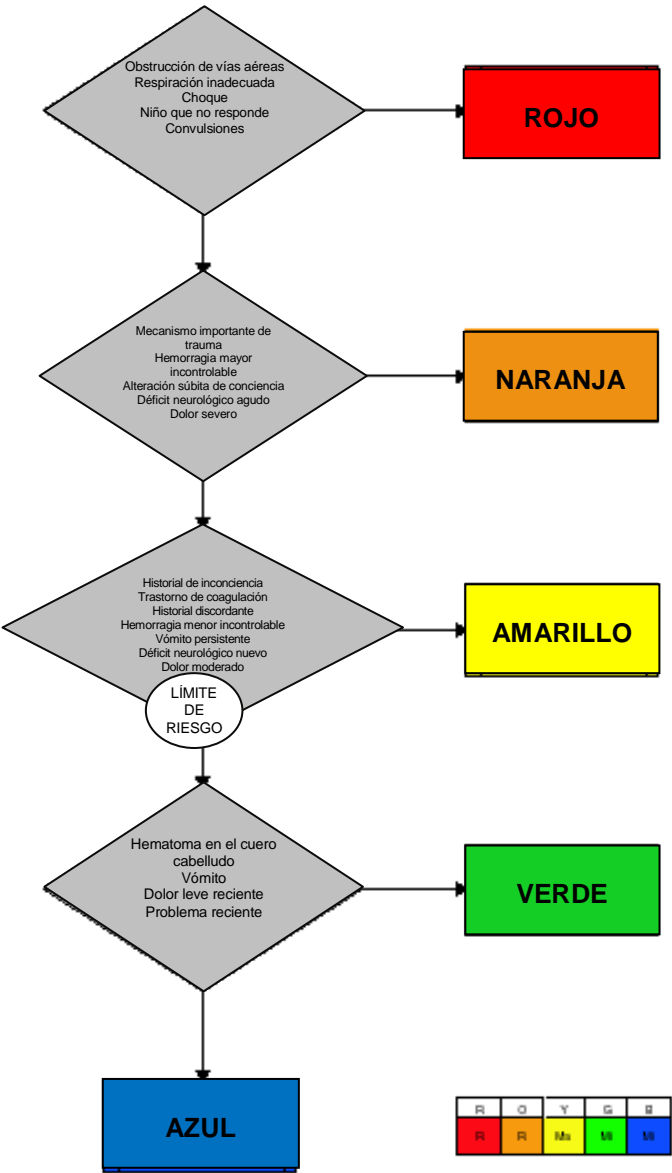 Obstrucción de vías aéreas
Respiración inadecuada
Choque
Niño que no responde
Convulsiones
ROJO
Mecanismo importante de
trauma
Hemorragia mayor
incontrolable
Alteración súbita de conciencia
Déficit neurológico agudo
Dolor severo
NARANJA
Historial de inconciencia
Trastorno de coagulación
Historial discordante
Hemorragia menor incontrolable
Vómito persistente
Déficit neurológico nuevo
Dolor moderado
AMARILLO
LÍMITE
DE
RIESGO
Hematoma en el cuero
cabelludo
Vómito
Dolor leve reciente
Problema reciente
VERDE
AZUL
R O Y G B
R R